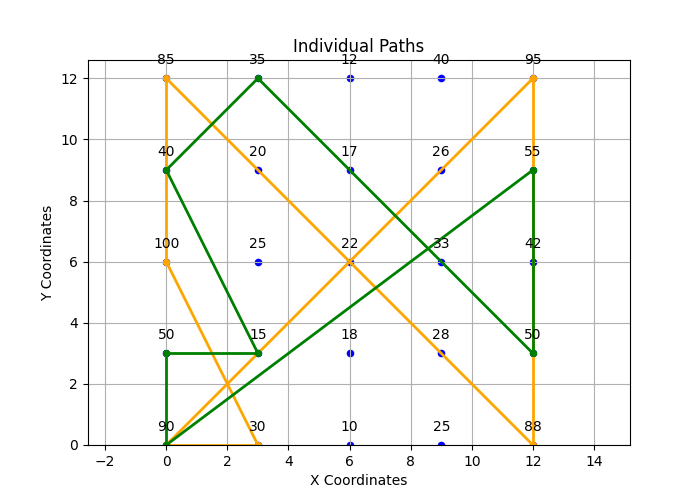 Individual Paths
85 35 12 40 95
12
40 20 17 26 55
10
100 25 22 33 42
8
6
50 15 18 28 50
4
2
90 30 10 25 88
0
−2 0 2 4 6 8 10 12 14
X Coordinates
Y Coordinates